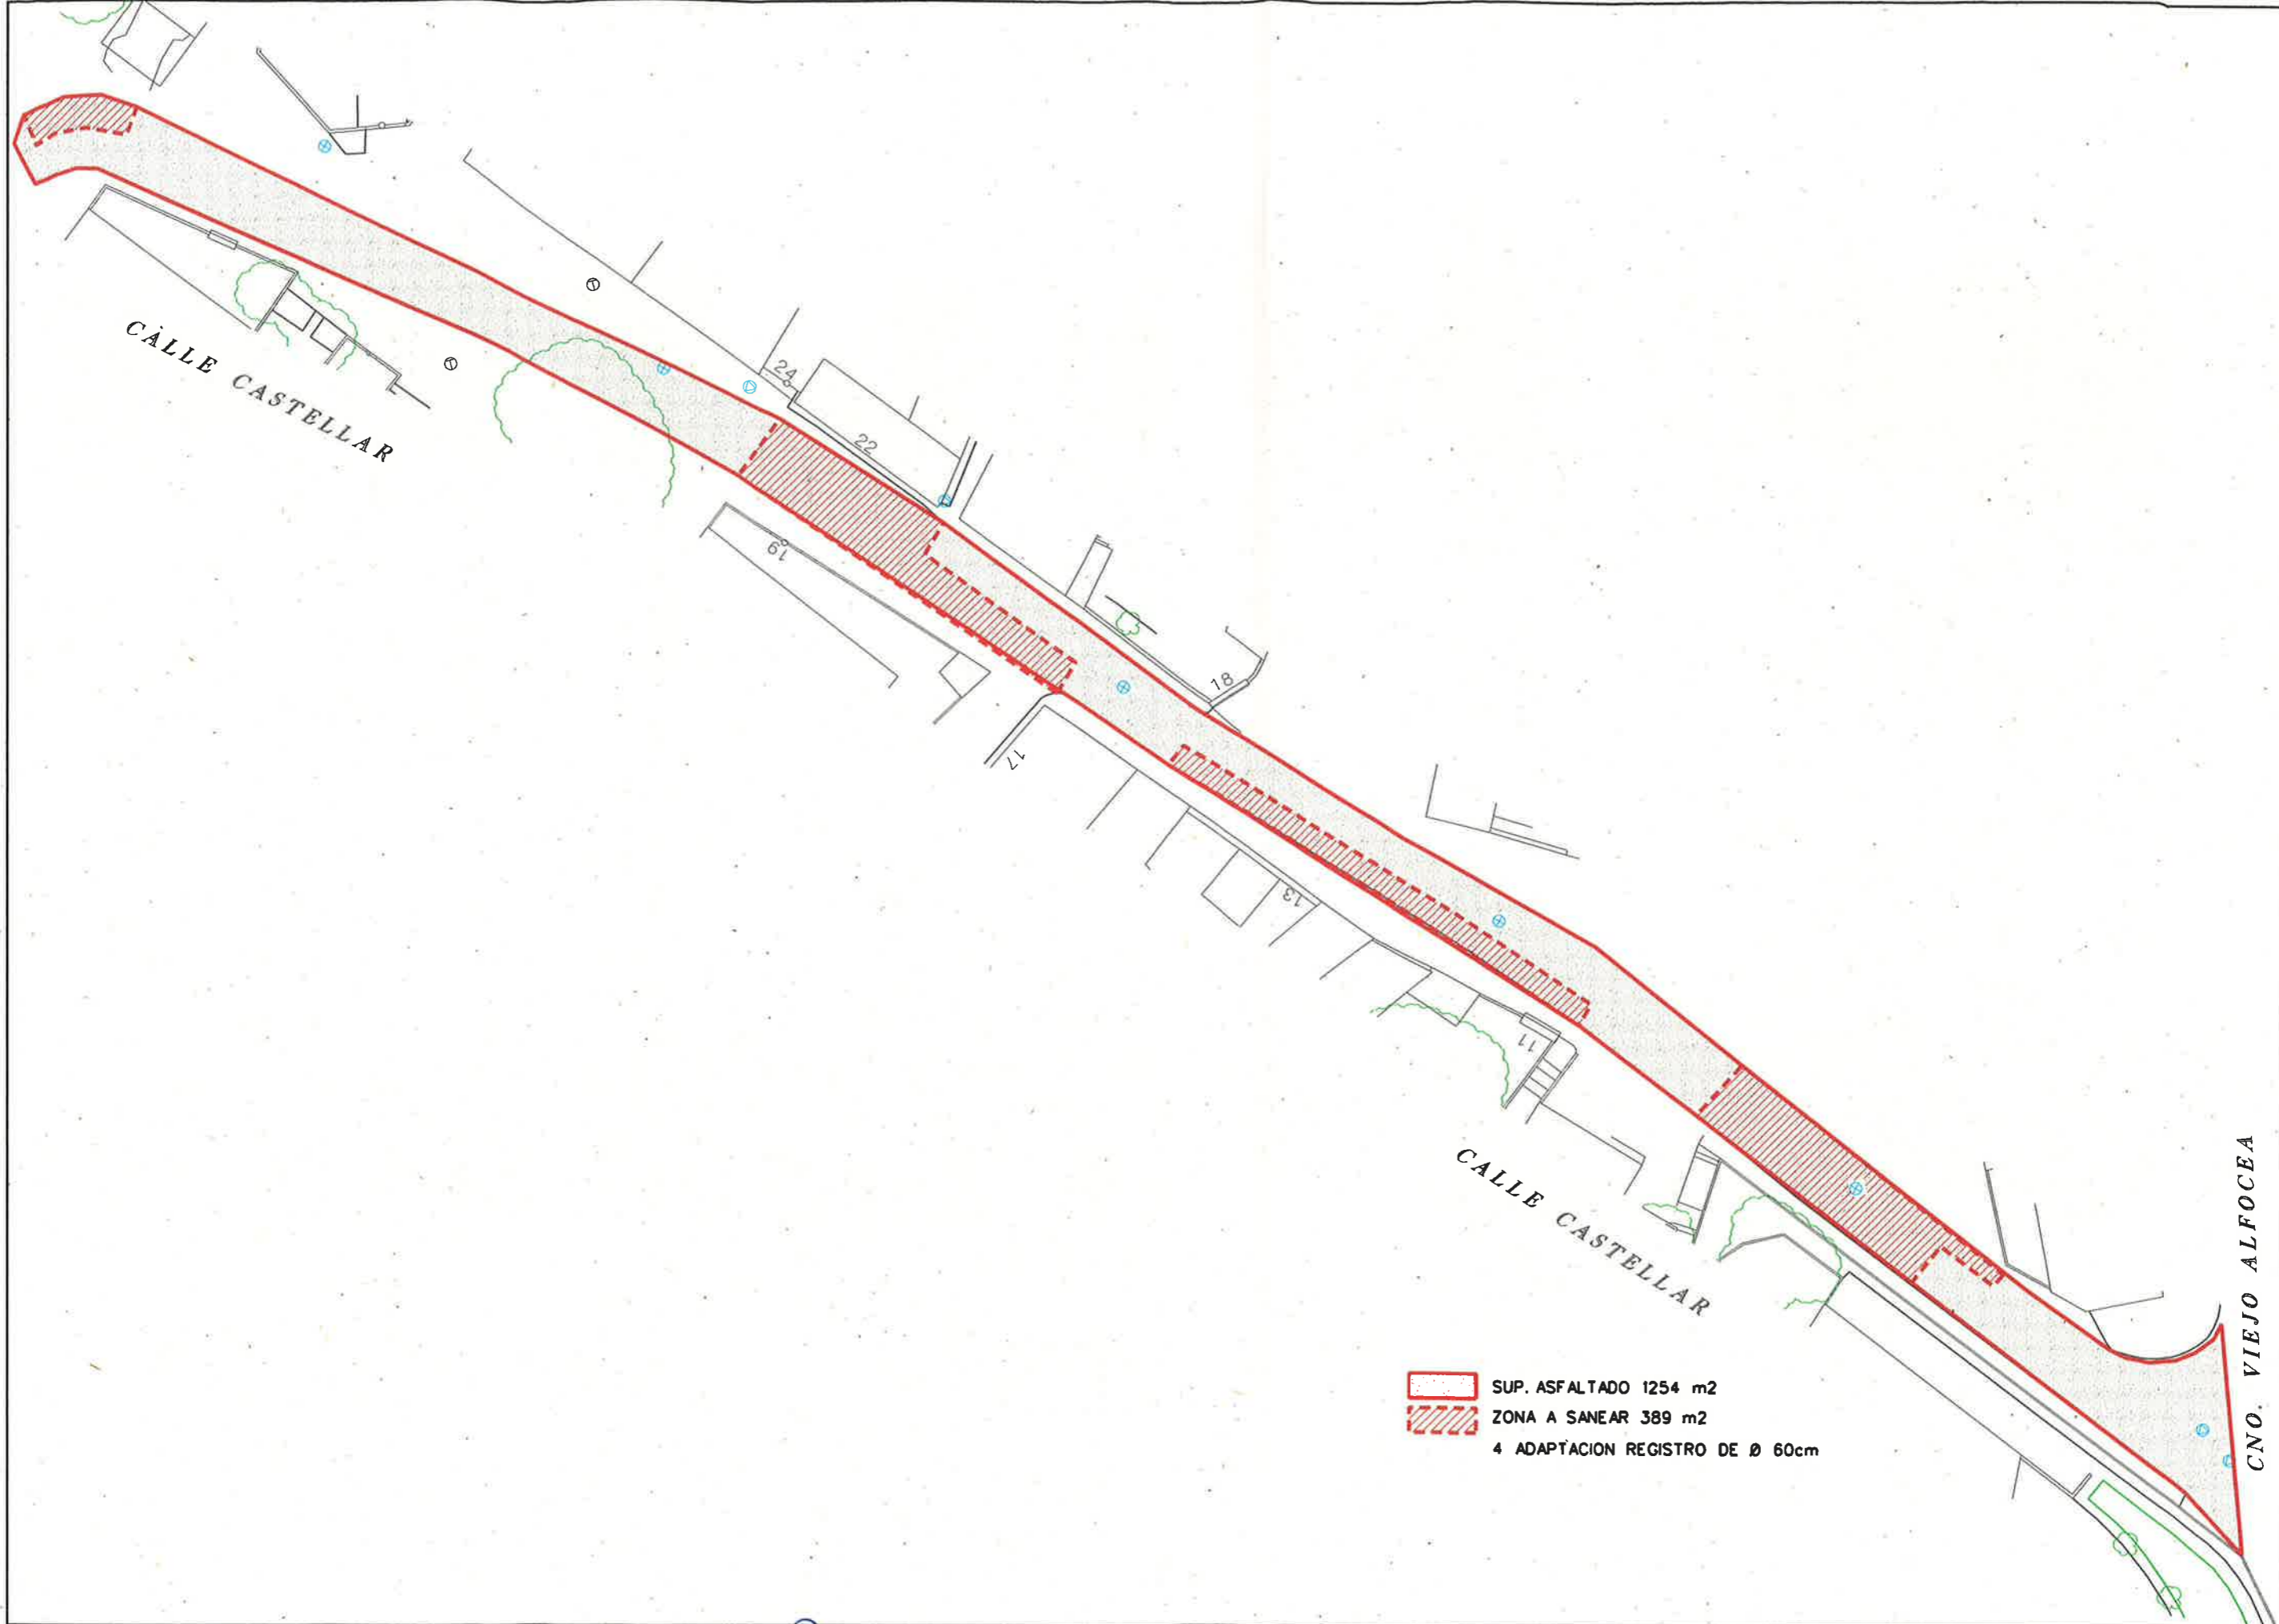 CALLE CASTELLAR
24
22
19
18
17
13
11
CALLE CASTELLAR
CNO. VIEJO ALFOCEA
SUP. ASFALTADO 1254 m2
ZONA A SANEAR 389 m2
4 ADAPTACION REGISTRO DE Ø 60cm